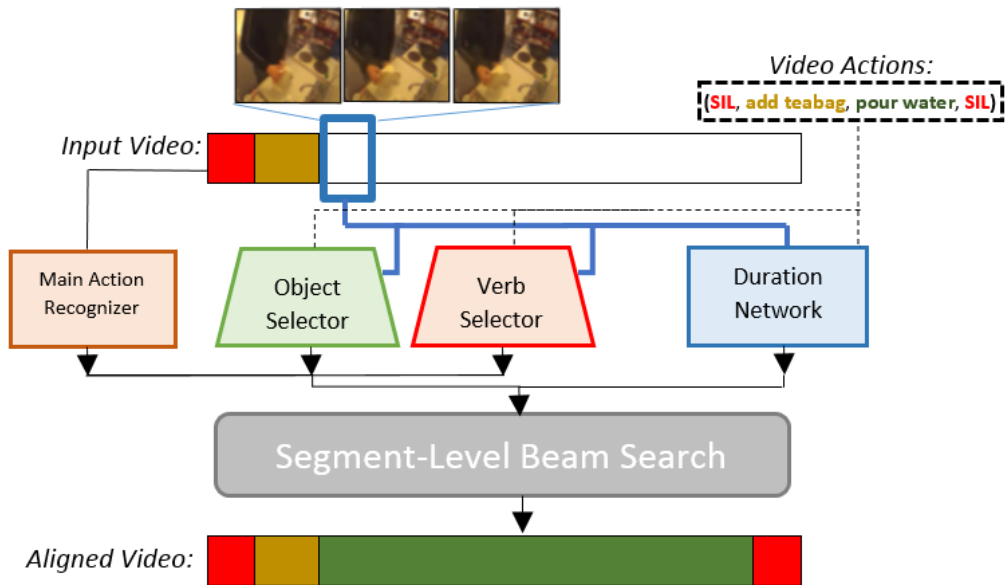 Video Actions:
(SIL, add teabag, pour water, SIL)
Input Video:
Main Action
Recognizer
Object
Selector
Verb
Selector
Duration
Network
Segment-Level Beam Search
Aligned Video: